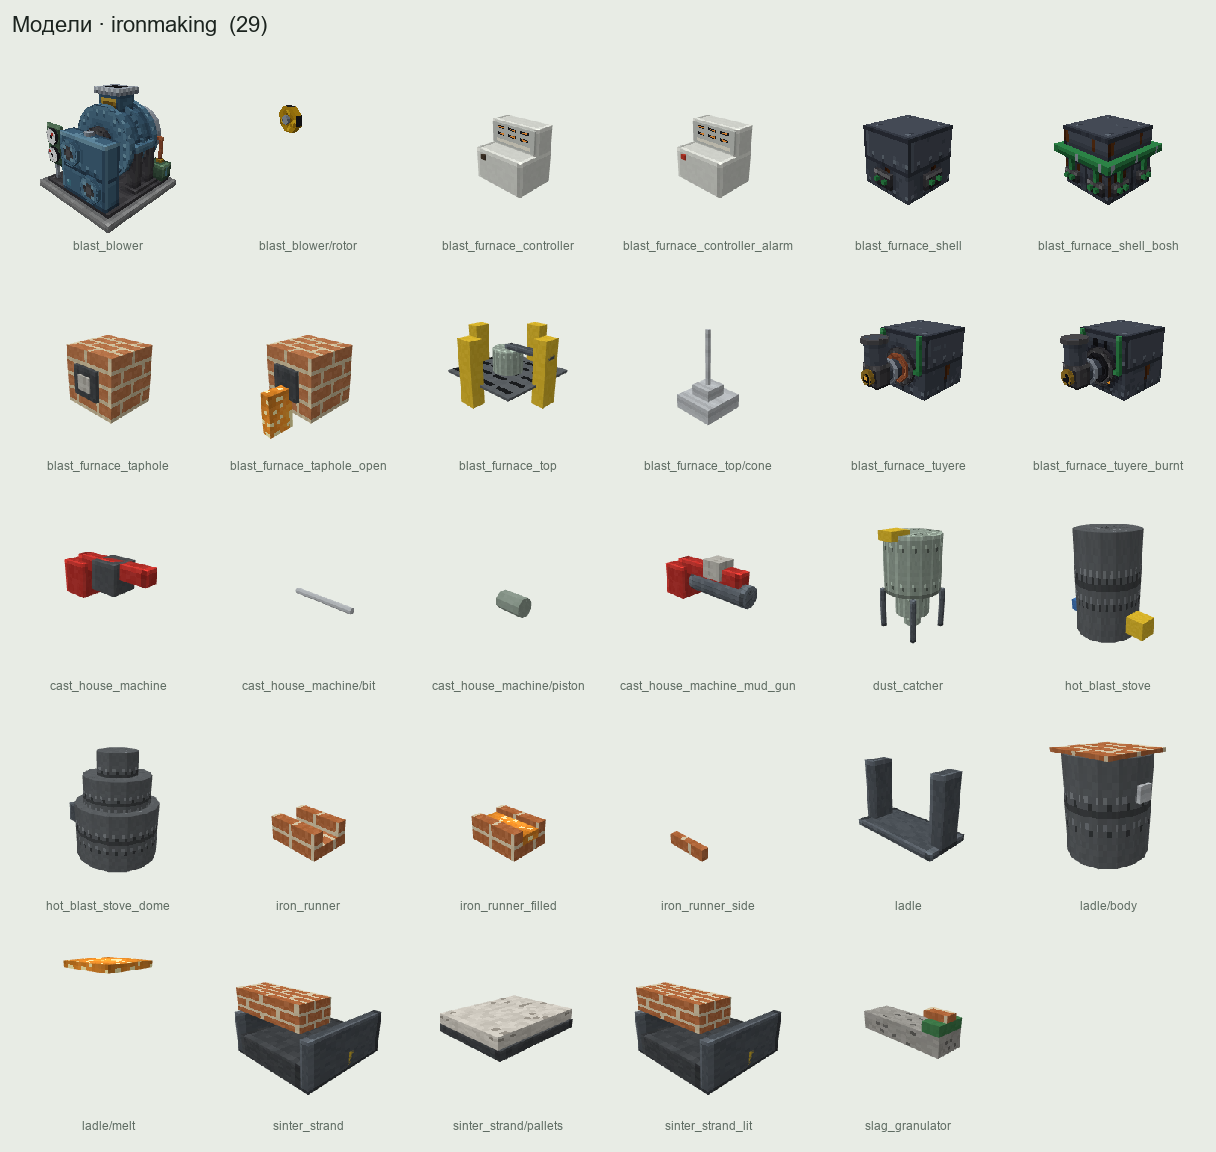 Модели · ironmaking (29)
blast_blower
blast_blower/rotor
blast_furnace_controller
blast_furnace_controller_alarm
blast_furnace_shell
blast_furnace_shell_bosh
blast_furnace_taphole
blast_furnace_taphole_open
blast_furnace_top
blast_furnace_top/cone
blast_furnace_tuyere
blast_furnace_tuyere_burnt
cast_house_machine
cast_house_machine/bit
cast_house_machine/piston
cast_house_machine_mud_gun
dust_catcher
hot_blast_stove
hot_blast_stove_dome
iron_runner
iron_runner_filled
iron_runner_side
ladle
ladle/body
ladle/melt
sinter_strand
sinter_strand/pallets
sinter_strand_lit
slag_granulator